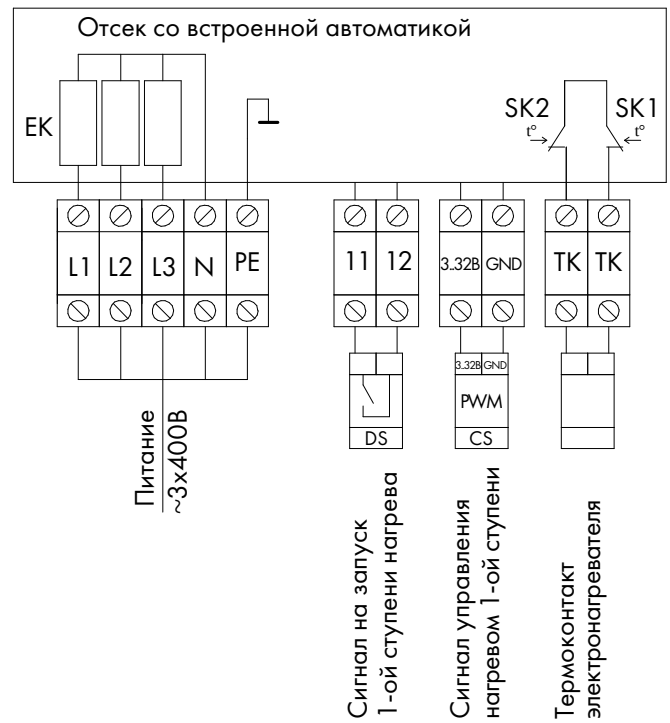 Отсек со встроенной автоматикой
EK
SK2
SK1
t°
t°
L1
L2
L3
N
PE
11
12
3..32В
GND
TK
TK
3..32В
GND
PWM
DS
CS
Питание
~3x400В
Сигнал на запуск
1-ой ступени нагрева
Сигнал управления
нагревом 1-ой ступени
Термоконтакт
электронагревателя